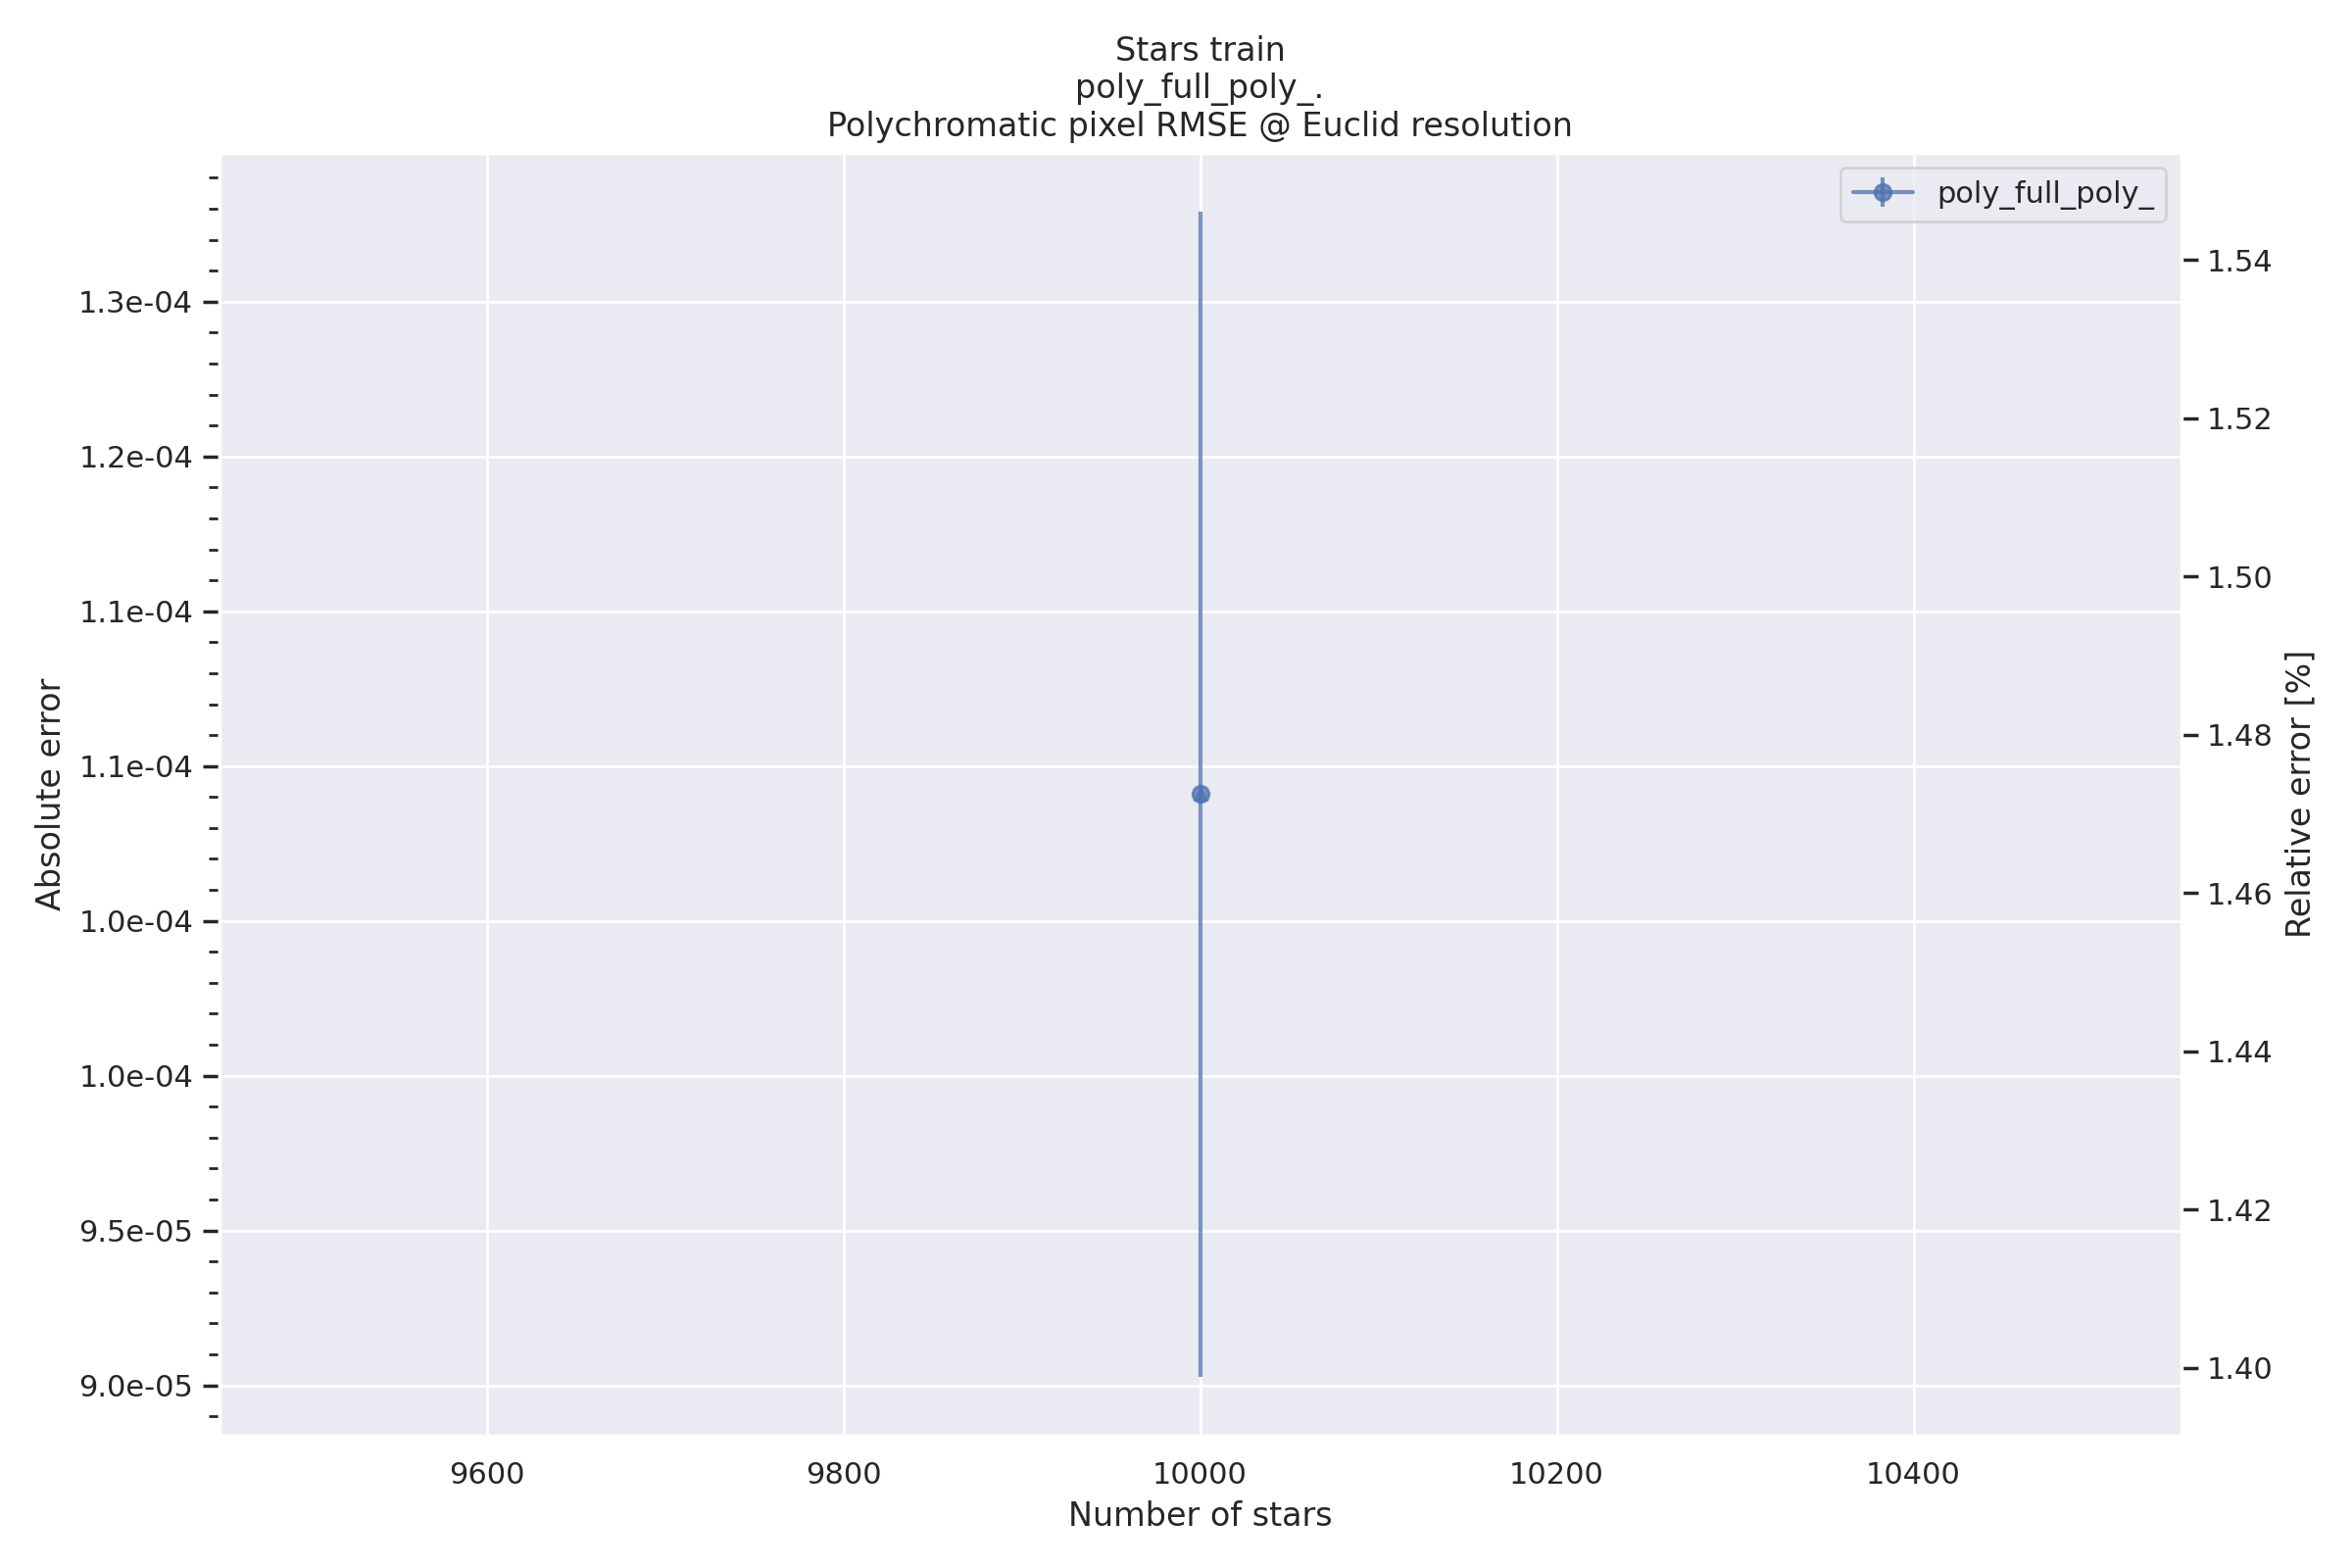 Stars train
poly_full_poly_.
Polychromatic pixel RMSE @ Euclid resolution
poly_full_poly_
Absolute error
1.3e-04
1.2e-04
1.1e-04
1.1e-04
1.0e-04
1.0e-04
9.5e-05
9.0e-05
1.54
1.52
1.50
1.48
1.46
1.44
1.42
1.40
Relative error [%]
9600
9800
10000
10200
10400
Number of stars